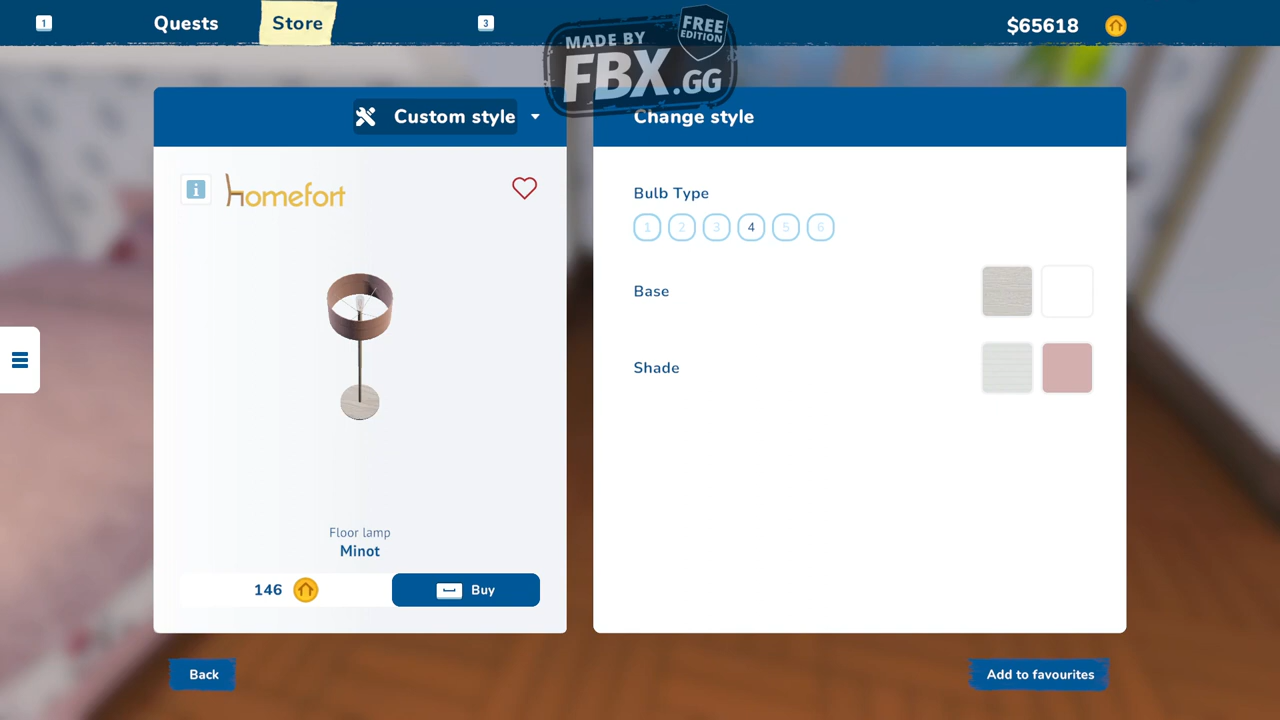 1
Quests
Store
3
$65618
MADE BY
FBX.GG
FREE
EDITION
Custom style
Change style
i
homefort
Bulb Type
1 2 3 4 5 6
Base
Shade
Floor lamp
Minot
146
Buy
Back
Add to favourites